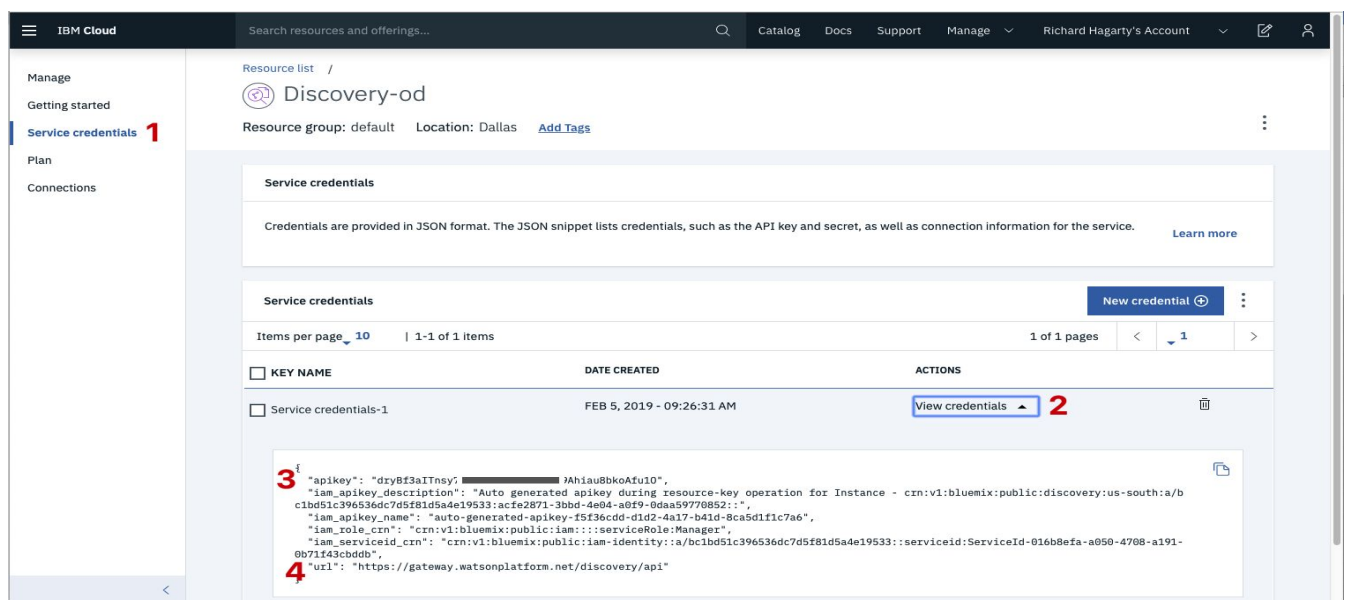 IBM Cloud
Search resources and offerings...
Catalog
Docs
Support
Manage
Richard Hagarty's Account
Manage
Getting started
Service credentials 1
Plan
Connections
Resource list /
Discovery-od
Resource group: default Location: Dallas Add Tags
Service credentials
Credentials are provided in JSON format. The JSON snippet lists credentials, such as the API key and secret, as well as connection information for the service.
Learn more
Service credentials
New credential
Items per page 10 | 1-1 of 1 items
1 of 1 pages < 1 >
KEY NAME DATE CREATED ACTIONS
Service credentials-1 FEB 5, 2019 - 09:26:31 AM View credentials 2
3 {
"apikey": "dryBf3aITnsy Ahiau8bkoAfu1O",
"iam_apikey_description": "Auto generated apikey during resource-key operation for Instance - crn:v1:bluemix:public:discovery:us-south:a/b
c1bd51c396536dc7d5f81d5a4e19533:acfe2871-3bbd-4e04-a0f9-0daa59770852::",
"iam_apikey_name": "auto-generated-apikey-f5f36cdd-d1d2-4a17-b41d-8ca5d1f1c7a6",
"iam_role_crn": "crn:v1:bluemix:public:iam::::serviceRole:Manager",
"iam_serviceid_crn": "crn:v1:bluemix:public:iam-identity::a/bc1bd51c396536dc7d5f81d5a4e19533::serviceid:ServiceId-016b8efa-a050-4708-a191-
0b71f43cbddb",
4 "url": "https://gateway.watsonplatform.net/discovery/api"
}
<